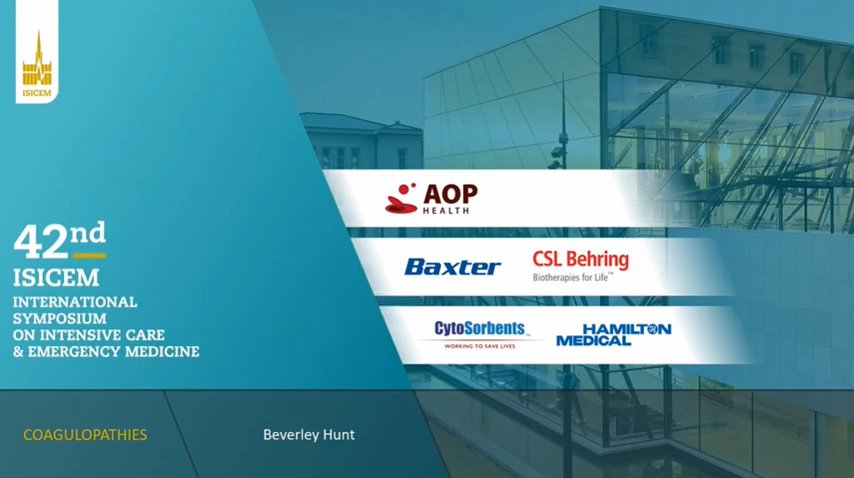 ISICEM
42nd
ISICEM
INTERNATIONAL
SYMPOSIUM
ON INTENSIVE CARE
& EMERGENCY MEDICINE
AOP
HEALTH
Baxter
CSL Behring
Biotherapies for Life™
CytoSorbents™
WORKING TO SAVE LIVES
HAMILTON
MEDICAL
COAGULOPATHIES
Beverley Hunt